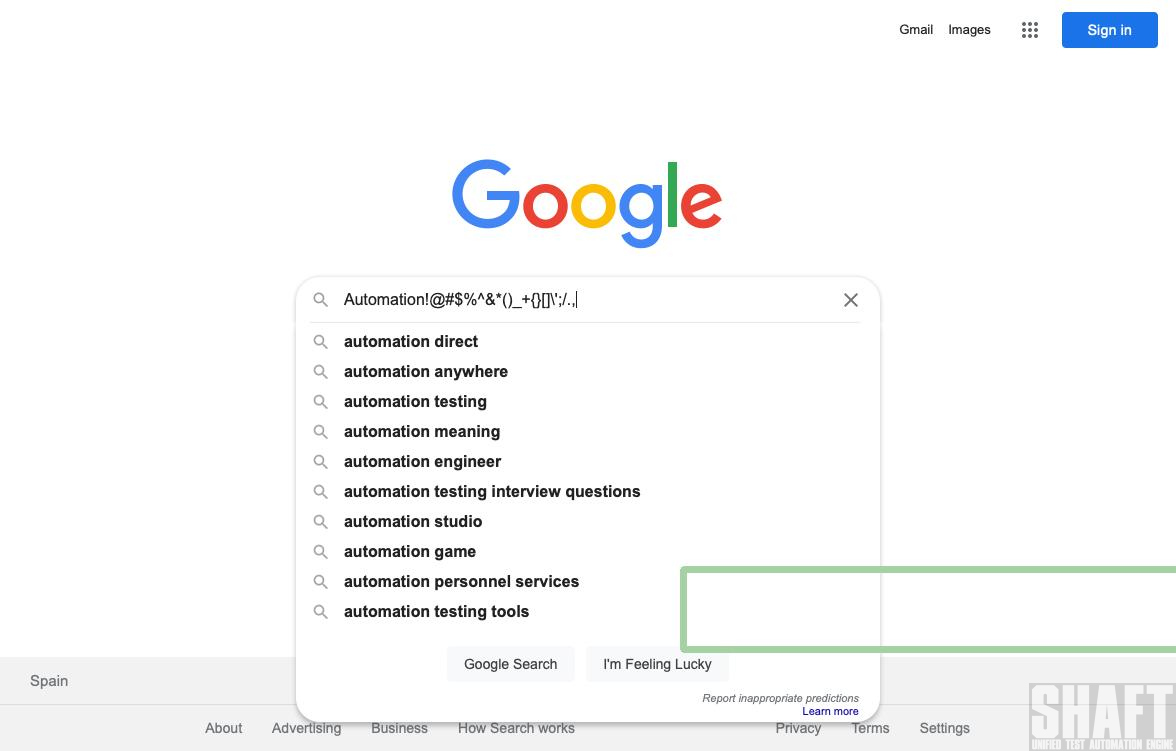 Gmail Images Sign in
Google
Automation!@#$%^&*()_+{}[]\';/.,
automation direct
automation anywhere
automation testing
automation meaning
automation engineer
automation testing interview questions
automation studio
automation game
automation personnel services
automation testing tools
Google Search I'm Feeling Lucky
Spain
Report inappropriate predictions
Learn more
About Advertising Business How Search works Privacy Terms Settings
SHAFT
UNIFIED TEST AUTOMATION ENGINE